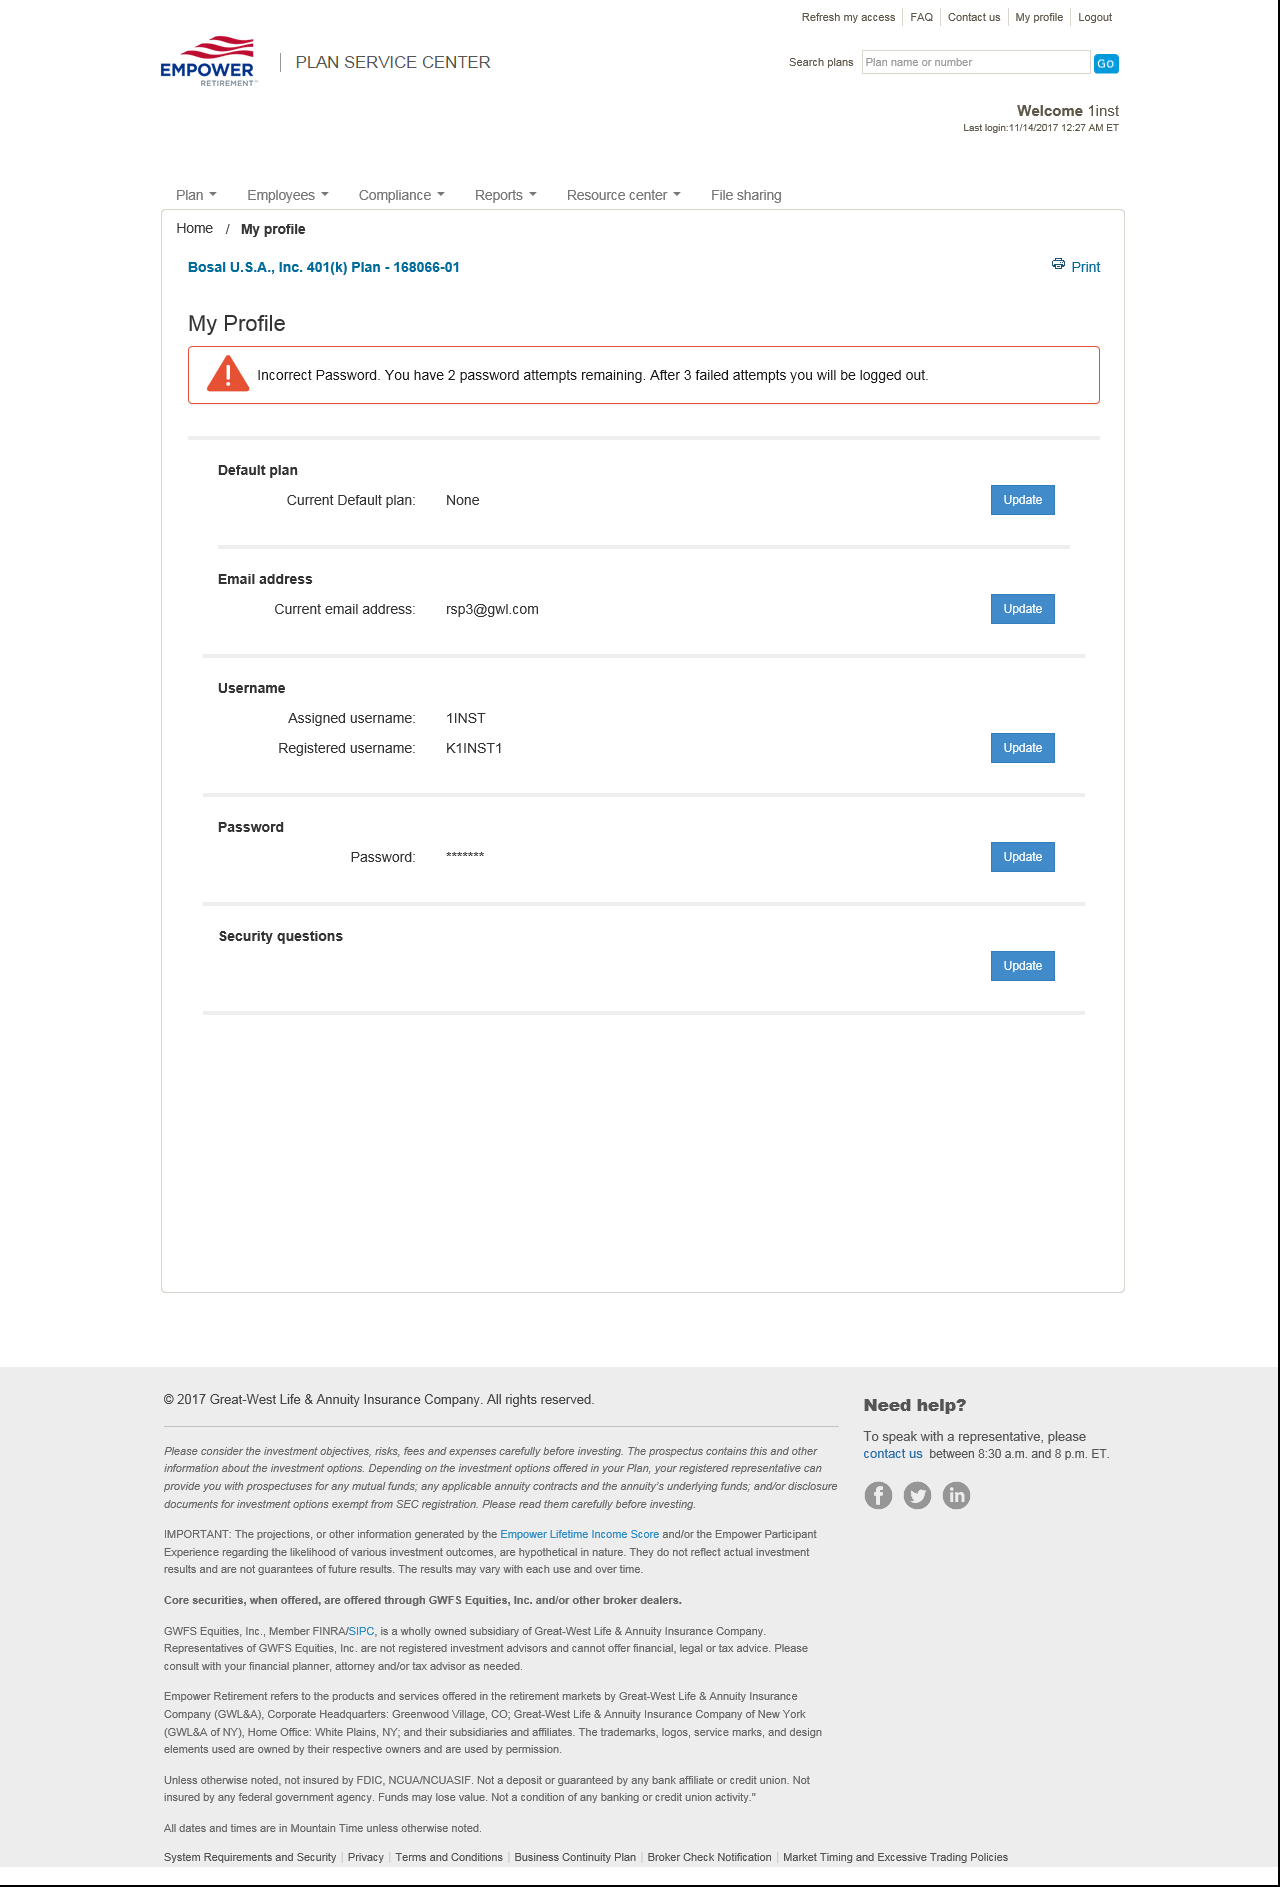 Refresh my access FAQ Contact us My profile Logout
EMPOWER
RETIREMENT™
PLAN SERVICE CENTER
Search plans Plan name or number GO
Welcome 1inst
Last login:11/14/2017 12:27 AM ET
Plan Employees Compliance Reports Resource center File sharing
Home / My profile
Bosal U.S.A., Inc. 401(k) Plan - 168066-01
Print
My Profile
Incorrect Password. You have 2 password attempts remaining. After 3 failed attempts you will be logged out.
Default plan
Current Default plan: None Update
Email address
Current email address: rsp3@gwl.com Update
Username
Assigned username: 1INST
Registered username: K1INST1 Update
Password
Password: ******* Update
Security questions
Update
© 2017 Great-West Life & Annuity Insurance Company. All rights reserved.
Please consider the investment objectives, risks, fees and expenses carefully before investing. The prospectus contains this and other
information about the investment options. Depending on the investment options offered in your Plan, your registered representative can
provide you with prospectuses for any mutual funds; any applicable annuity contracts and the annuity's underlying funds; and/or disclosure
documents for investment options exempt from SEC registration. Please read them carefully before investing.
IMPORTANT: The projections, or other information generated by the Empower Lifetime Income Score and/or the Empower Participant
Experience regarding the likelihood of various investment outcomes, are hypothetical in nature. They do not reflect actual investment
results and are not guarantees of future results. The results may vary with each use and over time.
Core securities, when offered, are offered through GWFS Equities, Inc. and/or other broker dealers.
GWFS Equities, Inc., Member FINRA/SIPC, is a wholly owned subsidiary of Great-West Life & Annuity Insurance Company.
Representatives of GWFS Equities, Inc. are not registered investment advisors and cannot offer financial, legal or tax advice. Please
consult with your financial planner, attorney and/or tax advisor as needed.
Empower Retirement refers to the products and services offered in the retirement markets by Great-West Life & Annuity Insurance
Company (GWL&A), Corporate Headquarters: Greenwood Village, CO; Great-West Life & Annuity Insurance Company of New York
(GWL&A of NY), Home Office: White Plains, NY; and their subsidiaries and affiliates. The trademarks, logos, service marks, and design
elements used are owned by their respective owners and are used by permission.
Unless otherwise noted, not insured by FDIC, NCUA/NCUASIF. Not a deposit or guaranteed by any bank affiliate or credit union. Not
insured by any federal government agency. Funds may lose value. Not a condition of any banking or credit union activity."
All dates and times are in Mountain Time unless otherwise noted.
System Requirements and Security | Privacy | Terms and Conditions | Business Continuity Plan | Broker Check Notification | Market Timing and Excessive Trading Policies
Need help?
To speak with a representative, please
contact us between 8:30 a.m. and 8 p.m. ET.